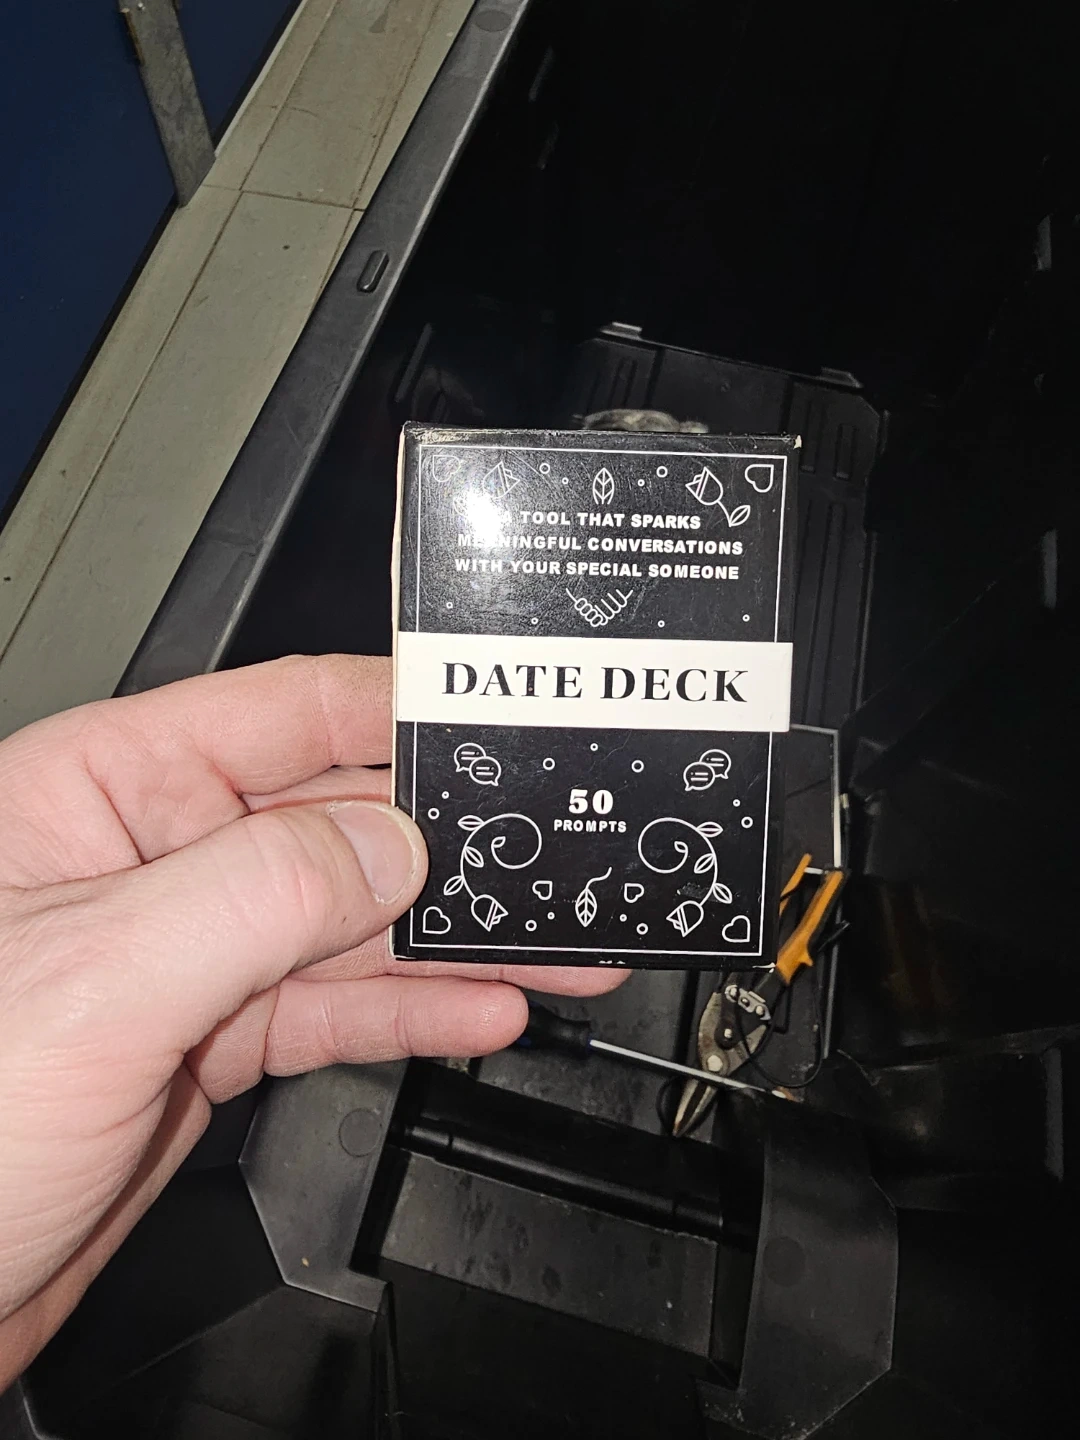 TOOL THAT SPARKS
MEANINGFUL CONVERSATIONS
WITH YOUR SPECIAL SOMEONE
DATE DECK
50
PROMPTS